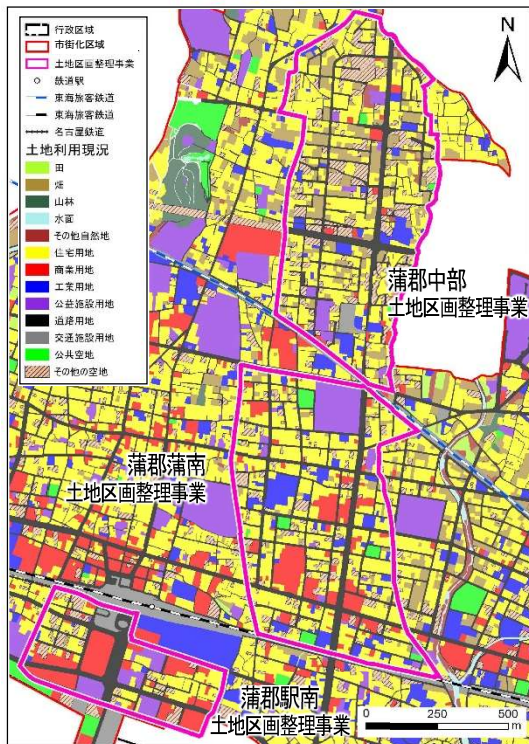 行政区域
市街化区域
土地区画整理事業
鉄道駅
東海旅客鉄道
東海旅客鉄道
名古屋鉄道
土地利用現況
田
畑
山林
水面
その他自然地
住宅用地
商業用地
工業用地
公益施設用地
道路用地
交通施設用地
公共空地
その他の空地
N
蒲郡中部
土地区画整理事業
蒲郡蒲南
土地区画整理事業
蒲郡駅南
土地区画整理事業
0 250 500
m